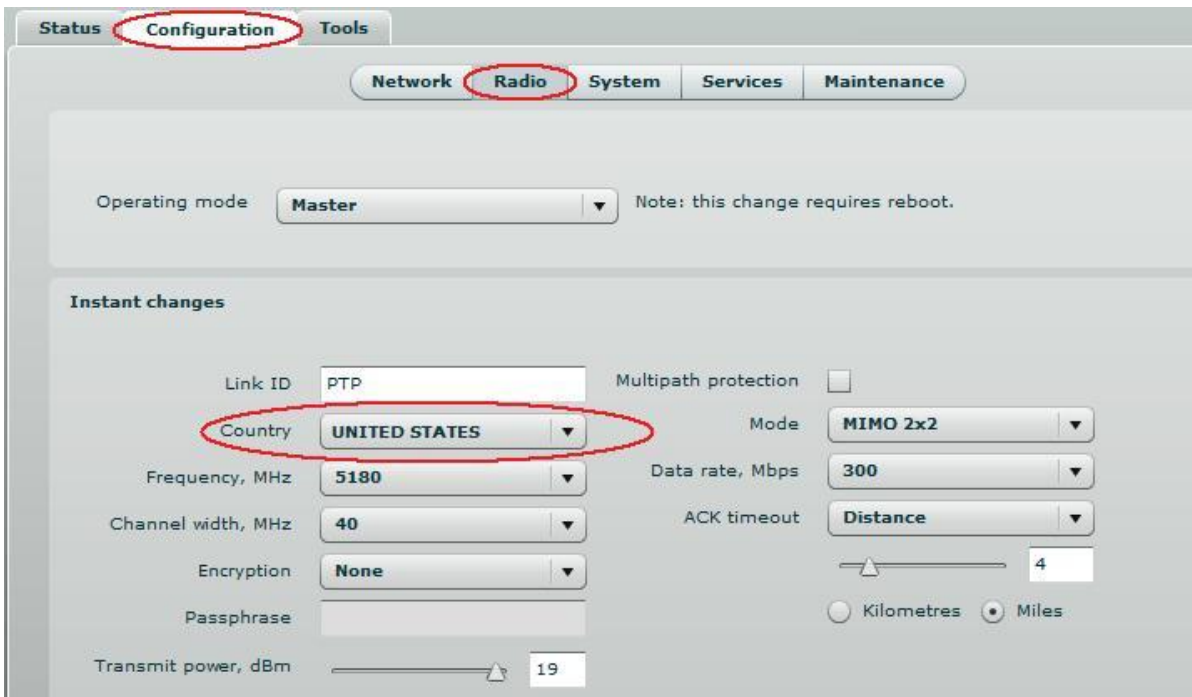 Status Configuration Tools
Network Radio System Services Maintenance
Operating mode Master Note: this change requires reboot.
Instant changes
Link ID PTP Multipath protection
Country UNITED STATES Mode MIMO 2x2
Frequency, MHz 5180 Data rate, Mbps 300
Channel width, MHz 40 ACK timeout Distance
Encryption None 4
Passphrase Kilometres Miles
Transmit power, dBm 19